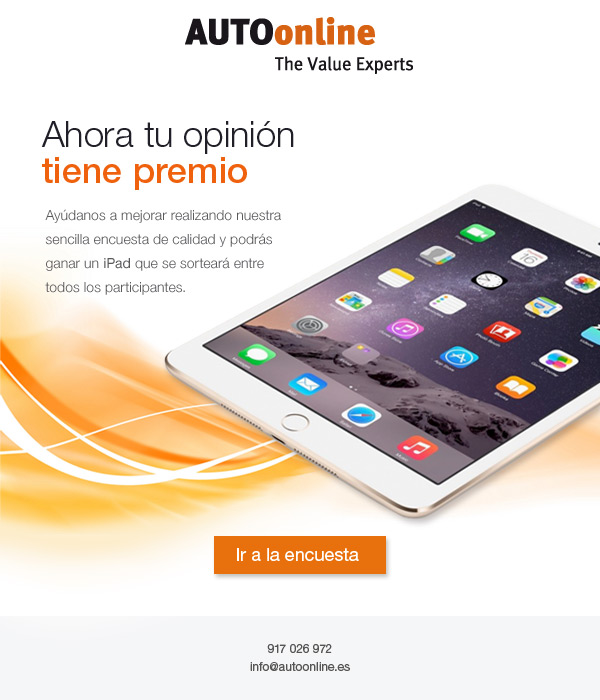 AUTOonline
The Value Experts
Ahora tu opinión
tiene premio
Ayúdanos a mejorar realizando nuestra
sencilla encuesta de calidad y podrás
ganar un iPad que se sorteará entre
todos los participantes.
16
Ir a la encuesta
917 026 972
info@autoonline.es